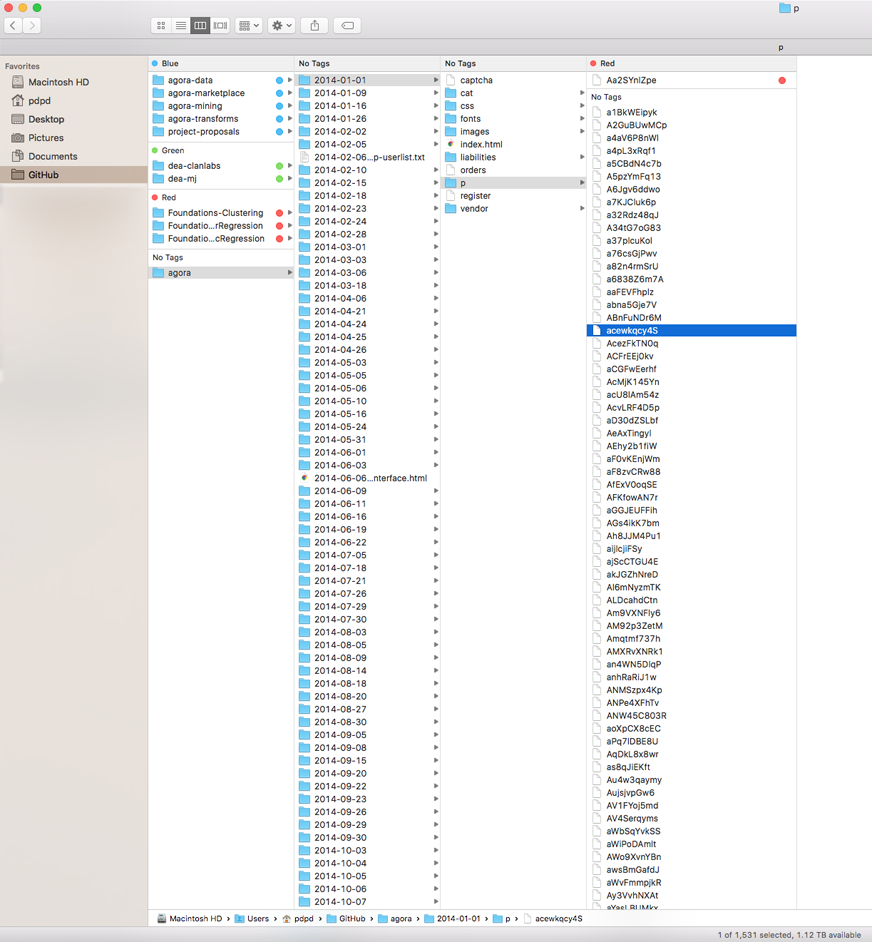 p
p
Favorites
Macintosh HD
pdpd
Desktop
Pictures
Documents
GitHub
Blue
agora-data
agora-marketplace
agora-mining
agora-transforms
project-proposals
Green
dea-clanlabs
dea-mj
Red
Foundations-Clustering
Foundatio...rRegression
Foundatio...cRegression
No Tags
agora
No Tags
2014-01-01
2014-01-09
2014-01-16
2014-01-26
2014-02-02
2014-02-05
2014-02-06...p-userlist.txt
2014-02-10
2014-02-15
2014-02-18
2014-02-23
2014-02-24
2014-02-28
2014-03-01
2014-03-03
2014-03-06
2014-03-18
2014-04-06
2014-04-21
2014-04-24
2014-04-25
2014-04-26
2014-05-03
2014-05-05
2014-05-06
2014-05-10
2014-05-16
2014-05-24
2014-05-31
2014-06-01
2014-06-03
2014-06-06...nterface.html
2014-06-09
2014-06-11
2014-06-16
2014-06-19
2014-06-22
2014-07-05
2014-07-18
2014-07-21
2014-07-26
2014-07-29
2014-07-30
2014-08-03
2014-08-05
2014-08-09
2014-08-14
2014-08-18
2014-08-20
2014-08-27
2014-08-30
2014-09-05
2014-09-08
2014-09-15
2014-09-20
2014-09-22
2014-09-23
2014-09-26
2014-09-29
2014-09-30
2014-10-03
2014-10-04
2014-10-05
2014-10-06
2014-10-07
No Tags
captcha
cat
css
fonts
images
index.html
liabilities
orders
p
register
vendor
Red
Aa2SYnlZpe
No Tags
a1BkWEipyk
A2GuBUwMCp
a4aV6P8nWl
a4pL3xRqf1
a5CBdN4c7b
A5pzYmFq13
A6Jgv6ddwo
a7KJCluk6p
a32Rdz48qJ
A34tG7oG83
a37plcuKol
a76csGjPwv
a82n4rmSrU
a6838Z6m7A
aaFEVFhplz
abna5Gje7V
ABnFuNDr6M
acewkqcy4S
AcezFkTN0q
ACFrEEj0kv
aCGFwEerhf
AcMjK145Yn
acU8lAm54z
AcvLRF4D5p
aD30dZSLbf
AeAxTingyl
AEhy2b1fiW
aF0vKEnjWm
aF8zvCRw88
AfExV0oqSE
AFKfowAN7r
aGGJEUFFih
AGs4ikK7bm
Ah8JJM4Pu1
aijlcjiFSy
ajScCTGU4E
akJGZhNreD
Al6mNyzmTK
ALDcahdCtn
Am9VXNFly6
AM92p3ZetM
Amqtmf737h
AMXRvXNRk1
an4WN5DlqP
anhRaRiJ1w
ANMSzpx4Kp
ANPe4XFhTv
ANW45C803R
aoXpCX8cEC
aPq7lDBE8U
AqDkL8x8wr
as8qJiEKft
Au4w3qaymy
AujsjvpGw6
AV1FYoj5md
AV4Serqyms
aWbSqYvkSS
aWiPoDAmlt
AWo9XvnYBn
awsBmGafdJ
aWvFmmpjkR
Ay3VvhNXAt
Macintosh HD › Users › pdpd › GitHub › agora › 2014-01-01 › p › acewkqcy4S
1 of 1,531 selected, 1.12 TB available